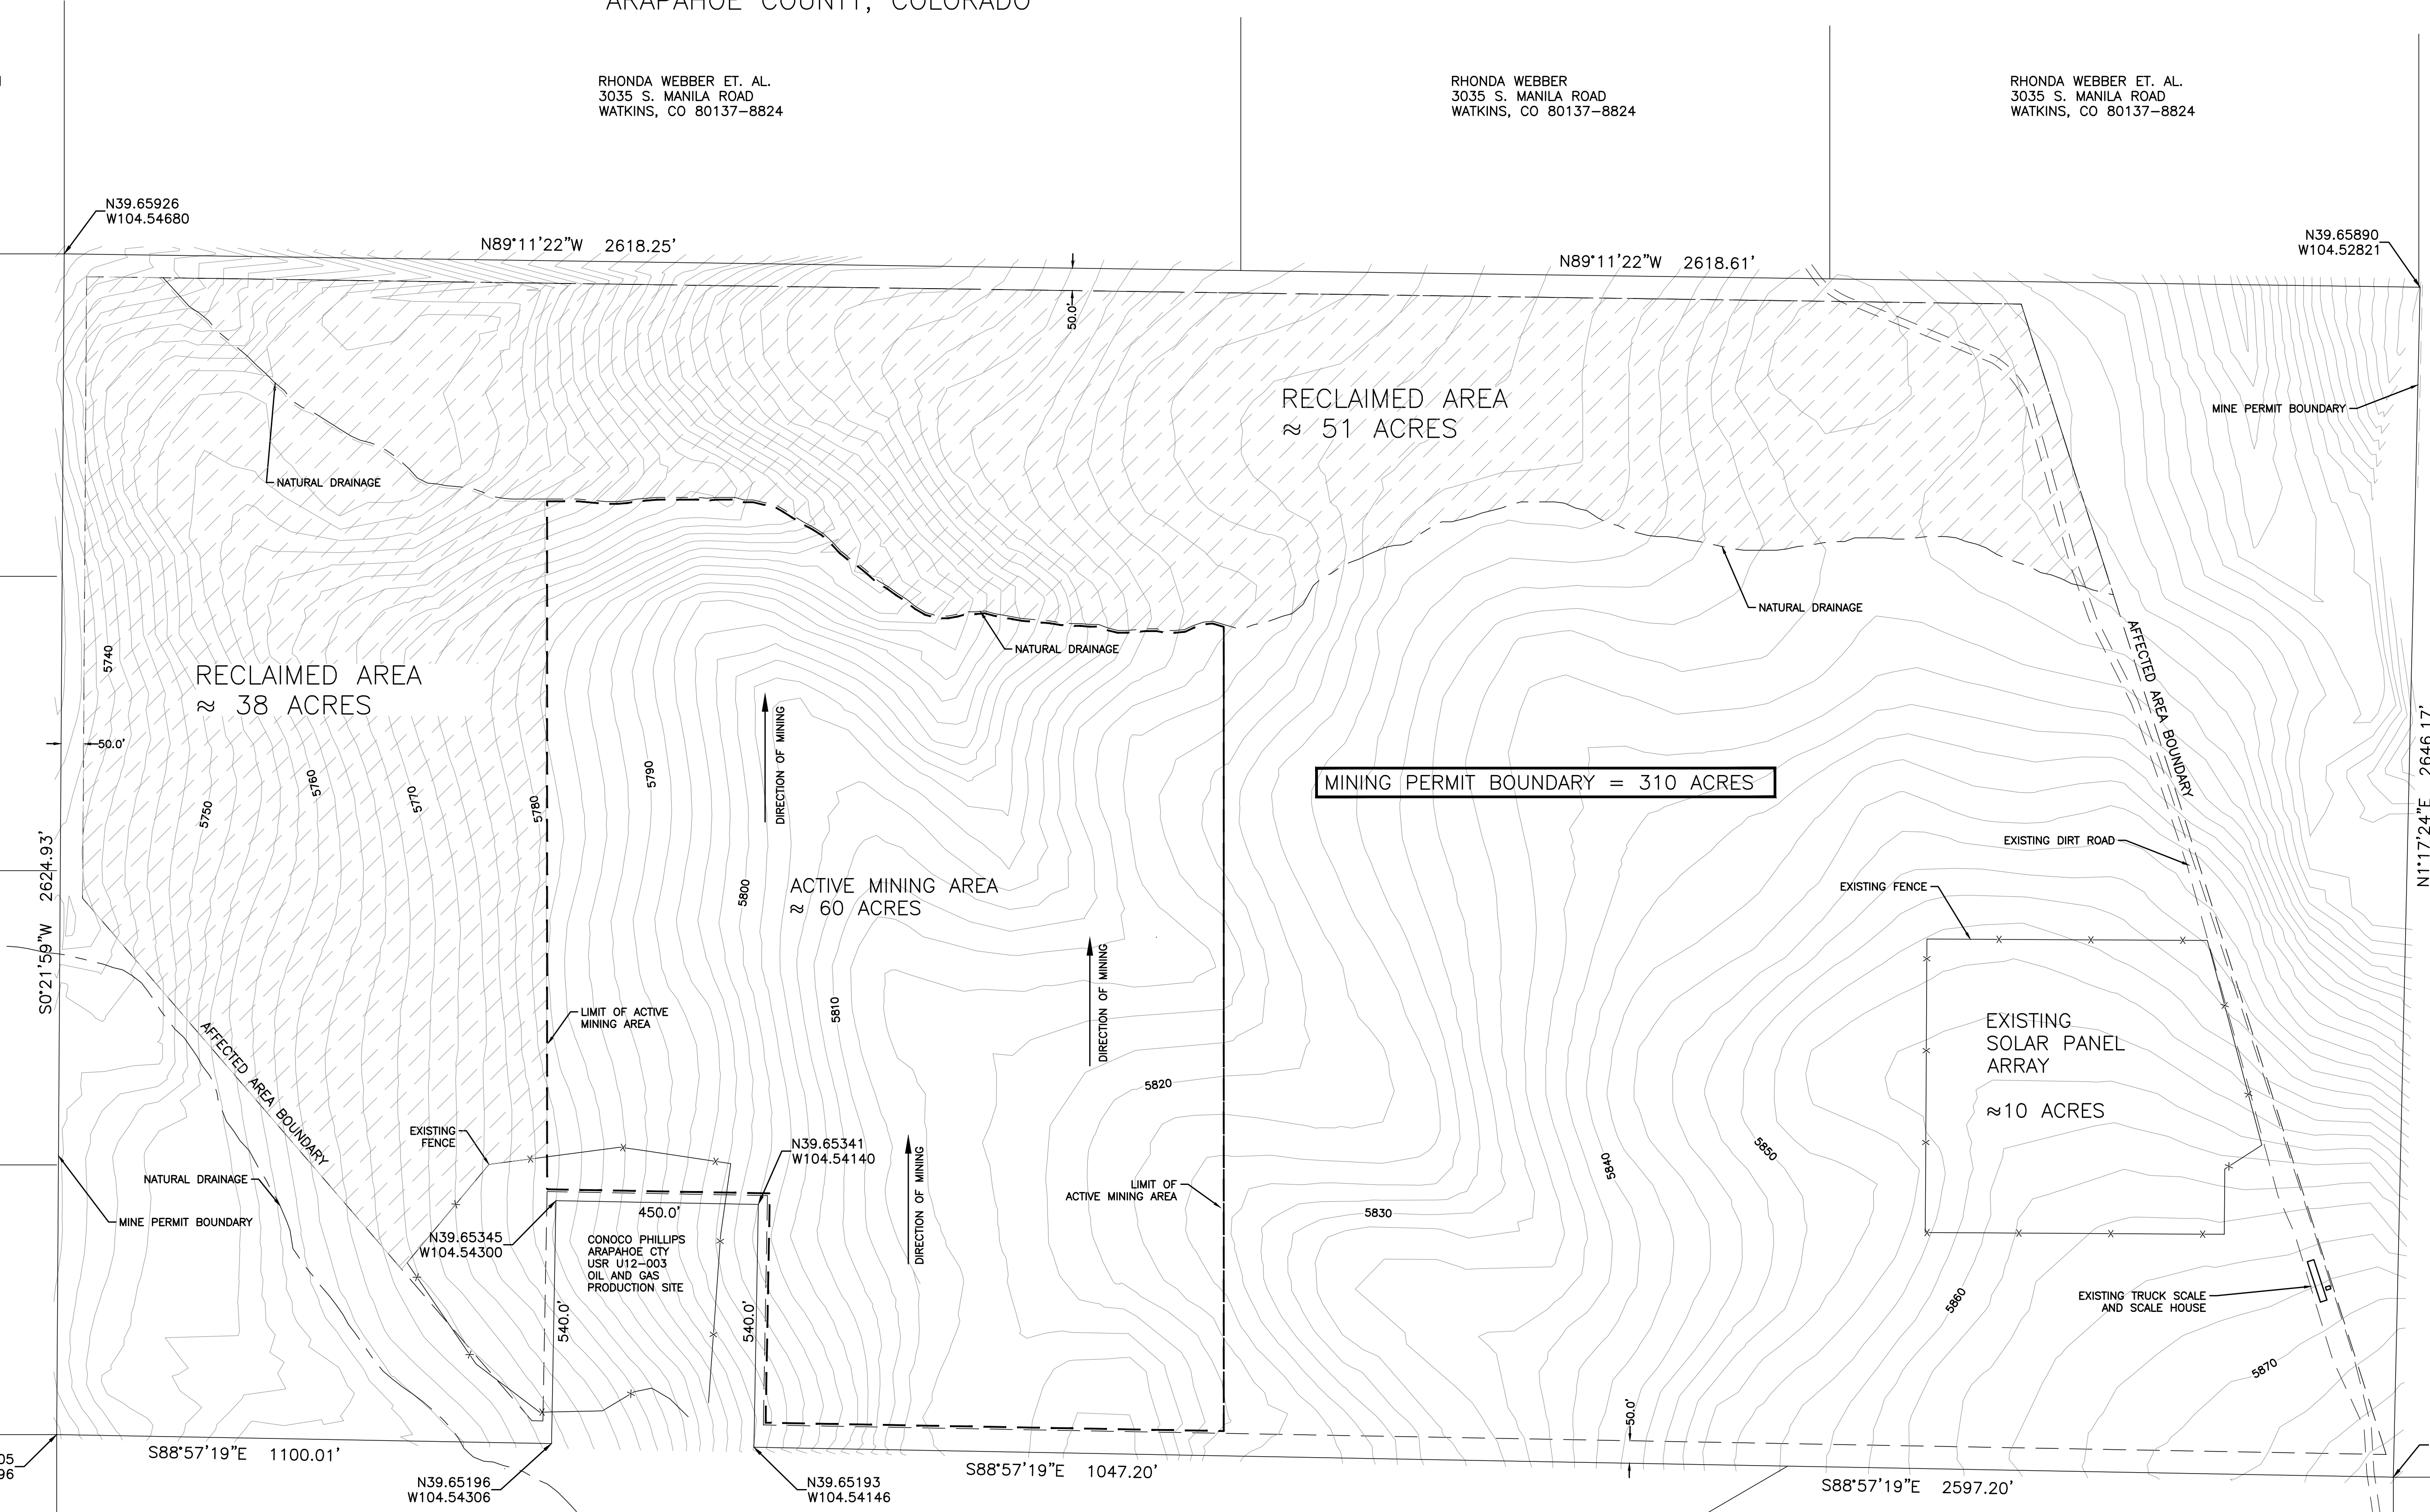 ARAPAHOE COUNTY, COLORADO
RHONDA WEBBER ET. AL.
3035 S. MANILA ROAD
WATKINS, CO 80137-8824
RHONDA WEBBER
3035 S. MANILA ROAD
WATKINS, CO 80137-8824
RHONDA WEBBER ET. AL.
3035 S. MANILA ROAD
WATKINS, CO 80137-8824
N39.65926
W104.54680
N89°11'22"W 2618.25'
N89°11'22"W 2618.61'
N39.65890
W104.52821
50.0'
RECLAIMED AREA
≈ 51 ACRES
MINE PERMIT BOUNDARY
NATURAL DRAINAGE
NATURAL DRAINAGE
NATURAL DRAINAGE
5740
RECLAIMED AREA
≈ 38 ACRES
50.0'
5750
5760
5770
5780
5790
DIRECTION OF MINING
MINING PERMIT BOUNDARY = 310 ACRES
AFFECTED AREA BOUNDARY
N1°17'24"E 2646.17'
S0°21'59"W 2624.93'
EXISTING DIRT ROAD
5800
ACTIVE MINING AREA
≈ 60 ACRES
EXISTING FENCE
5810
LIMIT OF ACTIVE
MINING AREA
DIRECTION OF MINING
EXISTING
SOLAR PANEL
ARRAY
≈10 ACRES
AFFECTED AREA BOUNDARY
5820
EXISTING
FENCE
N39.65341
W104.54140
DIRECTION OF MINING
5840
5850
NATURAL DRAINAGE
MINE PERMIT BOUNDARY
LIMIT OF
ACTIVE MINING AREA
450.0'
5830
N39.65345
W104.54300
CONOCO PHILLIPS
ARAPAHOE CTY
USR U12-003
OIL AND GAS
PRODUCTION SITE
540.0'
540.0'
5860
EXISTING TRUCK SCALE
AND SCALE HOUSE
5870
50.0'
05
96
S88°57'19"E 1100.01'
N39.65196
W104.54306
N39.65193
W104.54146
S88°57'19"E 1047.20'
S88°57'19"E 2597.20'